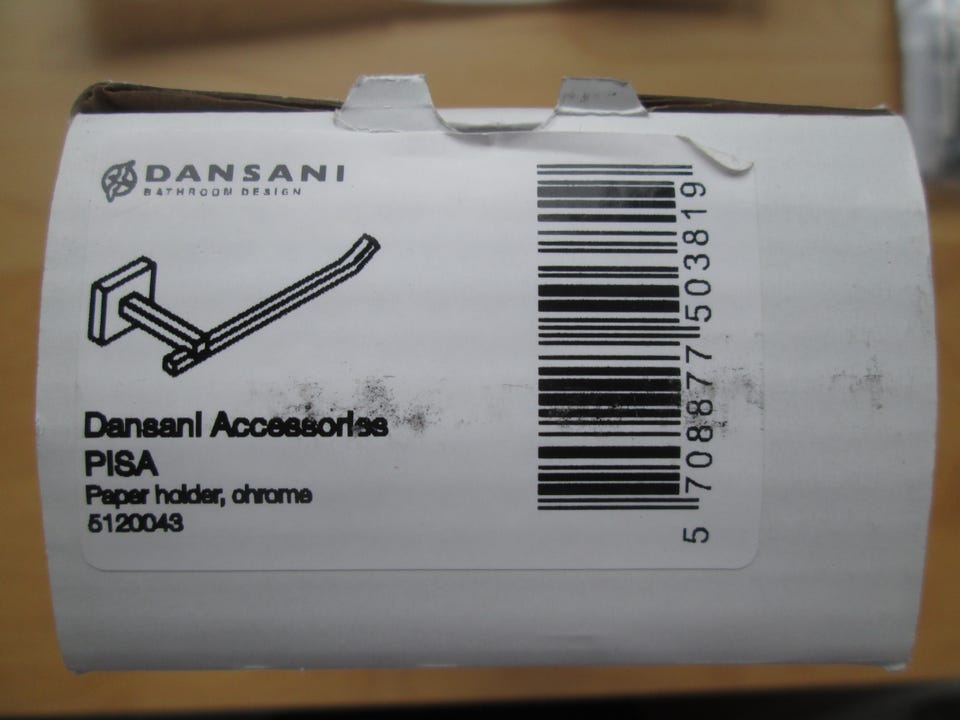 DANSANI
BATHROOM DESIGN
Dansani Accessories
PISA
Paper holder, chrome
5120043
5 708877 503819